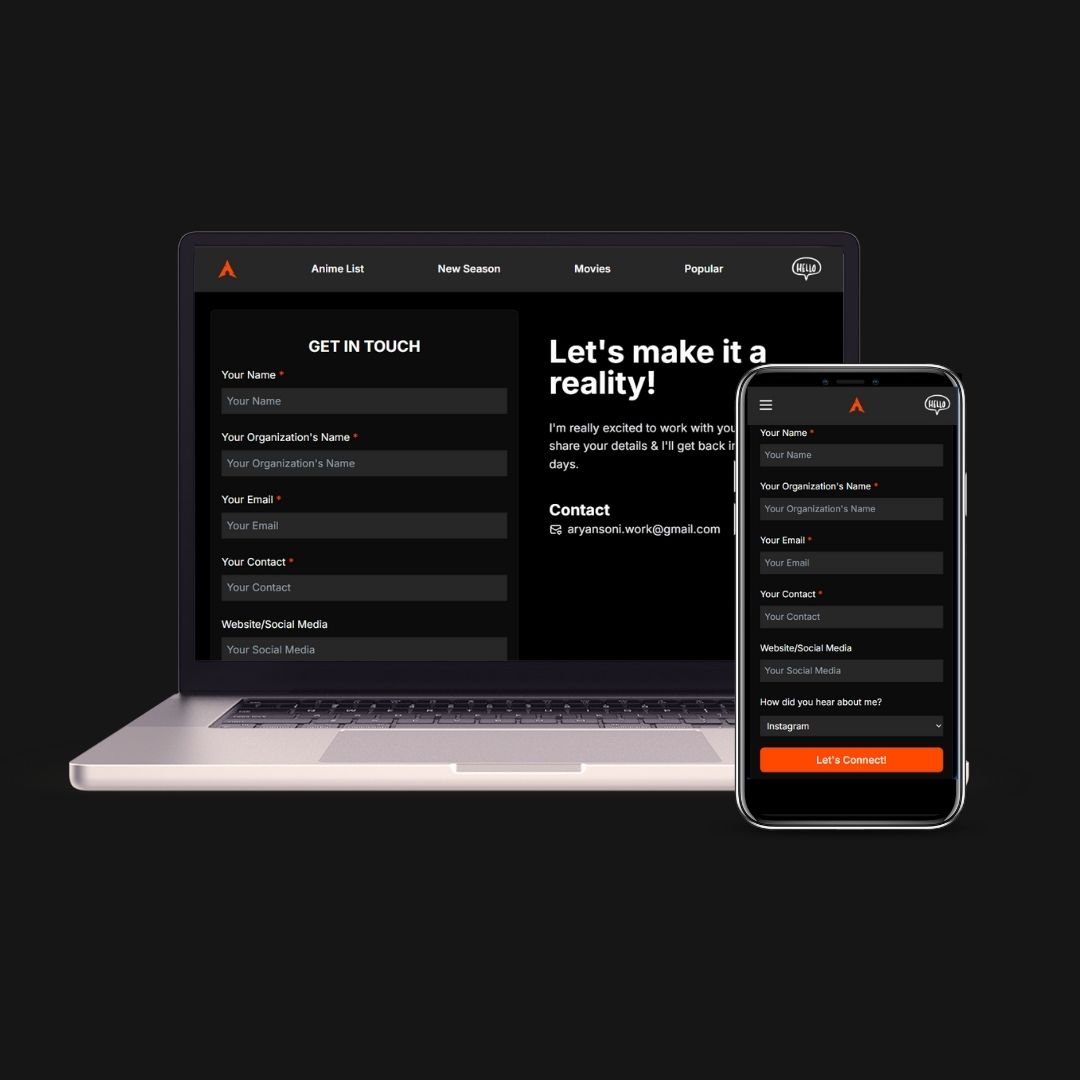 Anime List
New Season
Movies
Popular
HELLO
GET IN TOUCH
Your Name *
Your Name
Your Organization's Name *
Your Organization's Name
Your Email *
Your Email
Your Contact *
Your Contact
Website/Social Media
Your Social Media
Let's make it a
reality!
I'm really excited to work with you
share your details & I'll get back in
days.
Contact
aryansoni.work@gmail.com
HELLO
Your Name *
Your Name
Your Organization's Name *
Your Organization's Name
Your Email *
Your Email
Your Contact *
Your Contact
Website/Social Media
Your Social Media
How did you hear about me?
Instagram
Let's Connect!